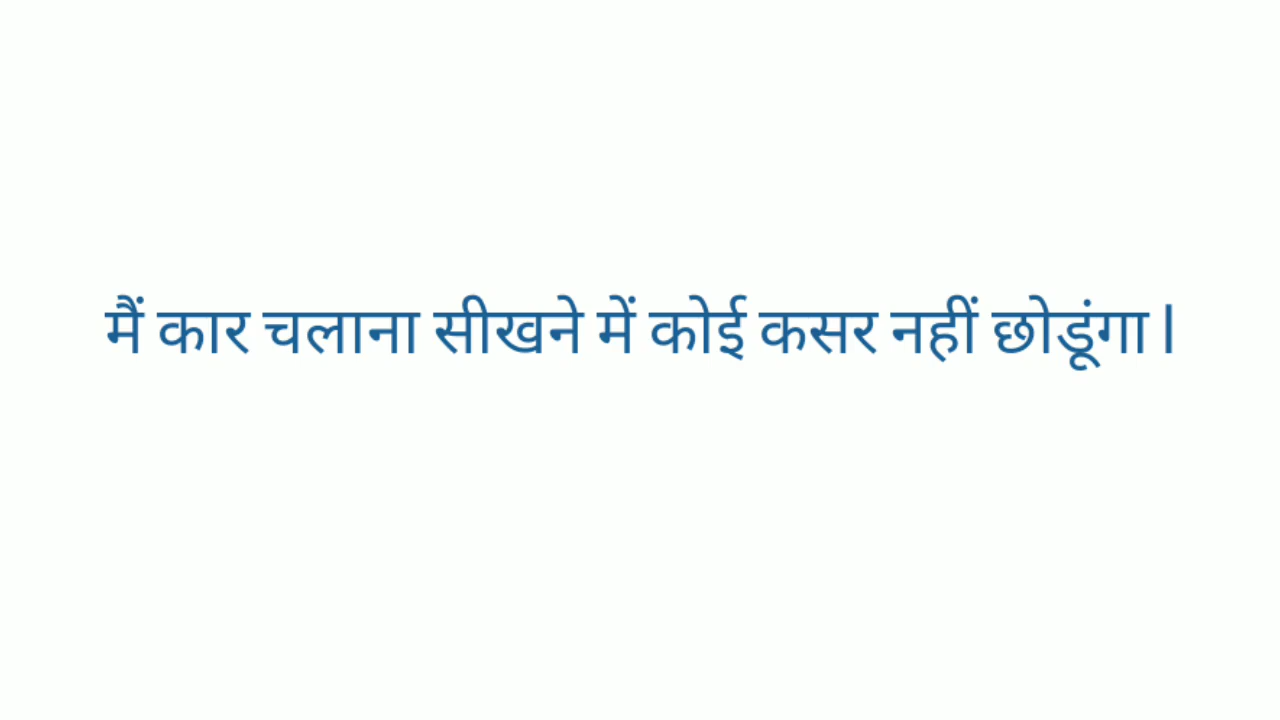 मैं कार चलाना सीखने में कोई कसर नहीं छोडूंगा।